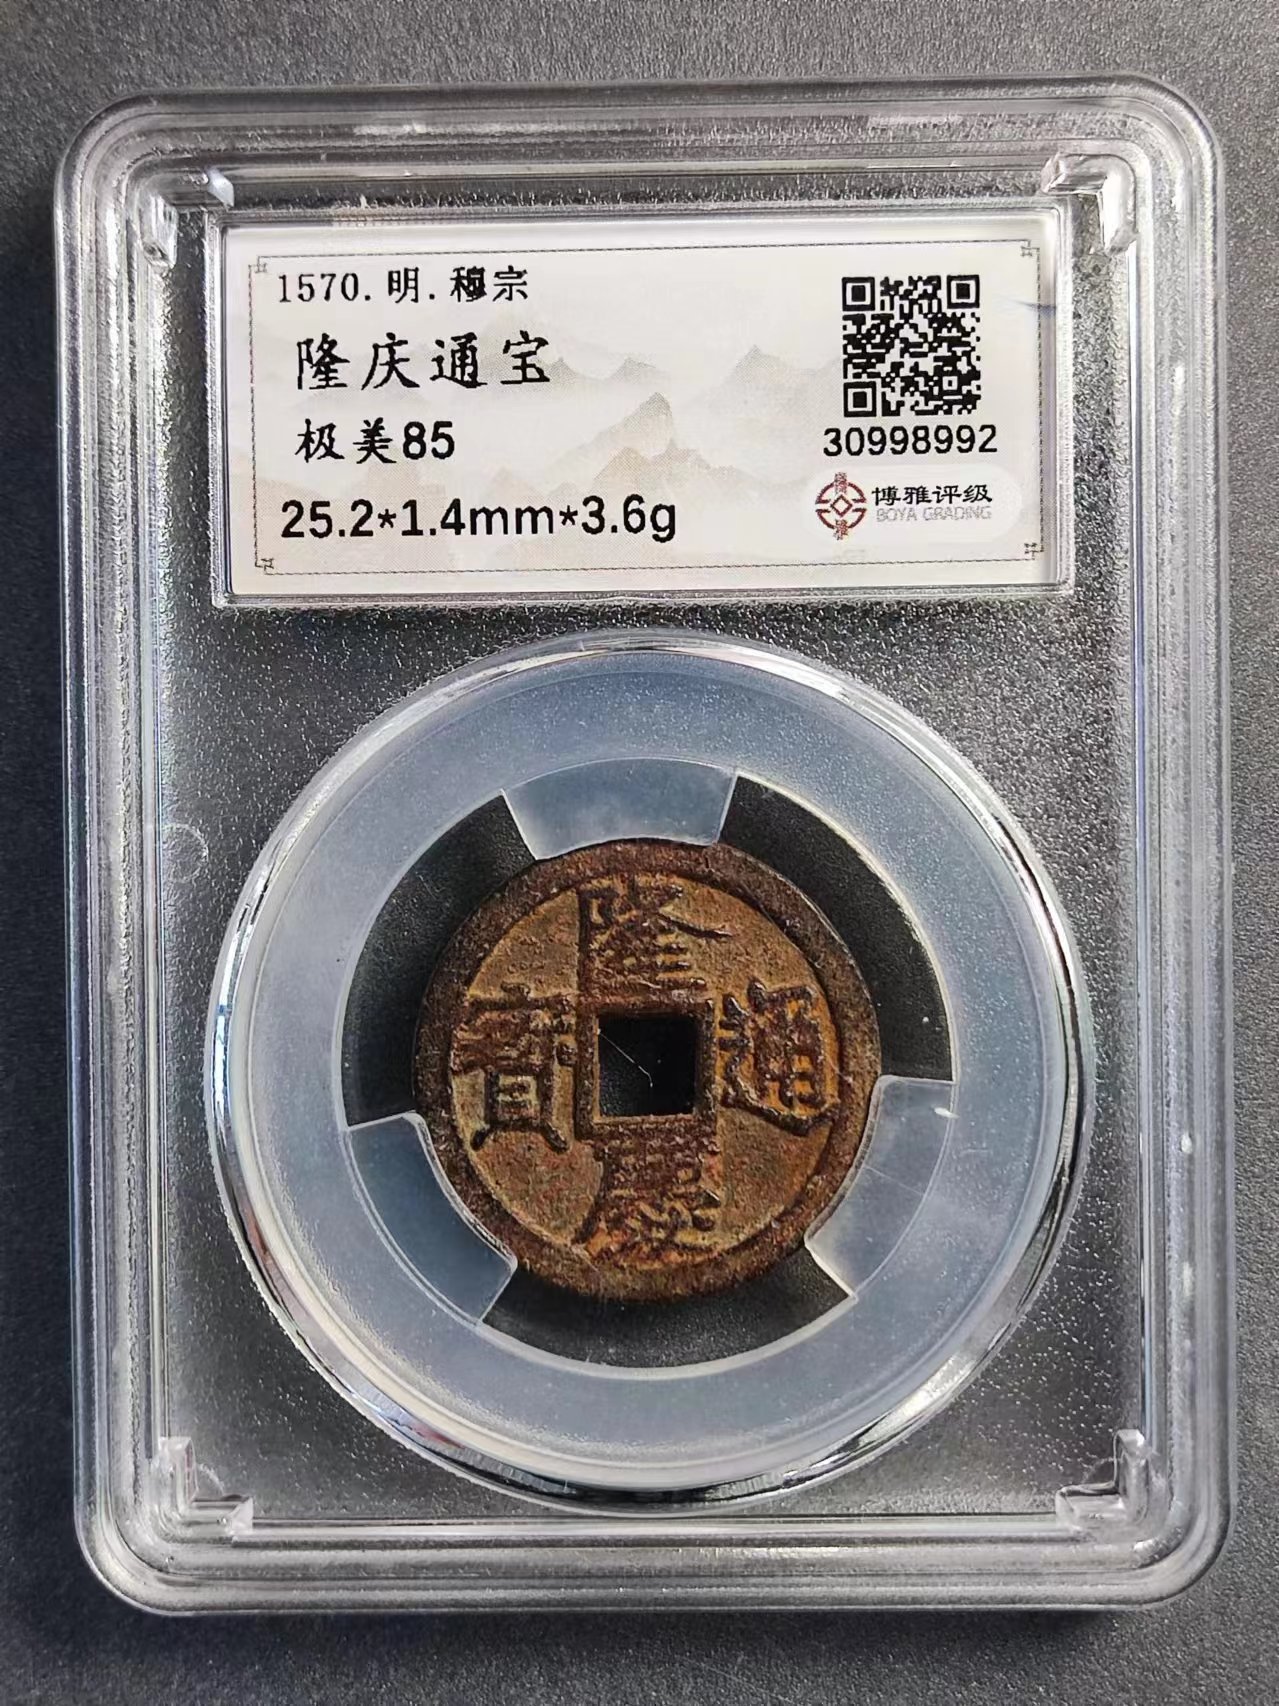 1570.明.穆宗
隆庆通宝
极美85
25.2*1.4mm*3.6g
30998992
博雅评级
BOYA GRADING
隆
寶 通
慶